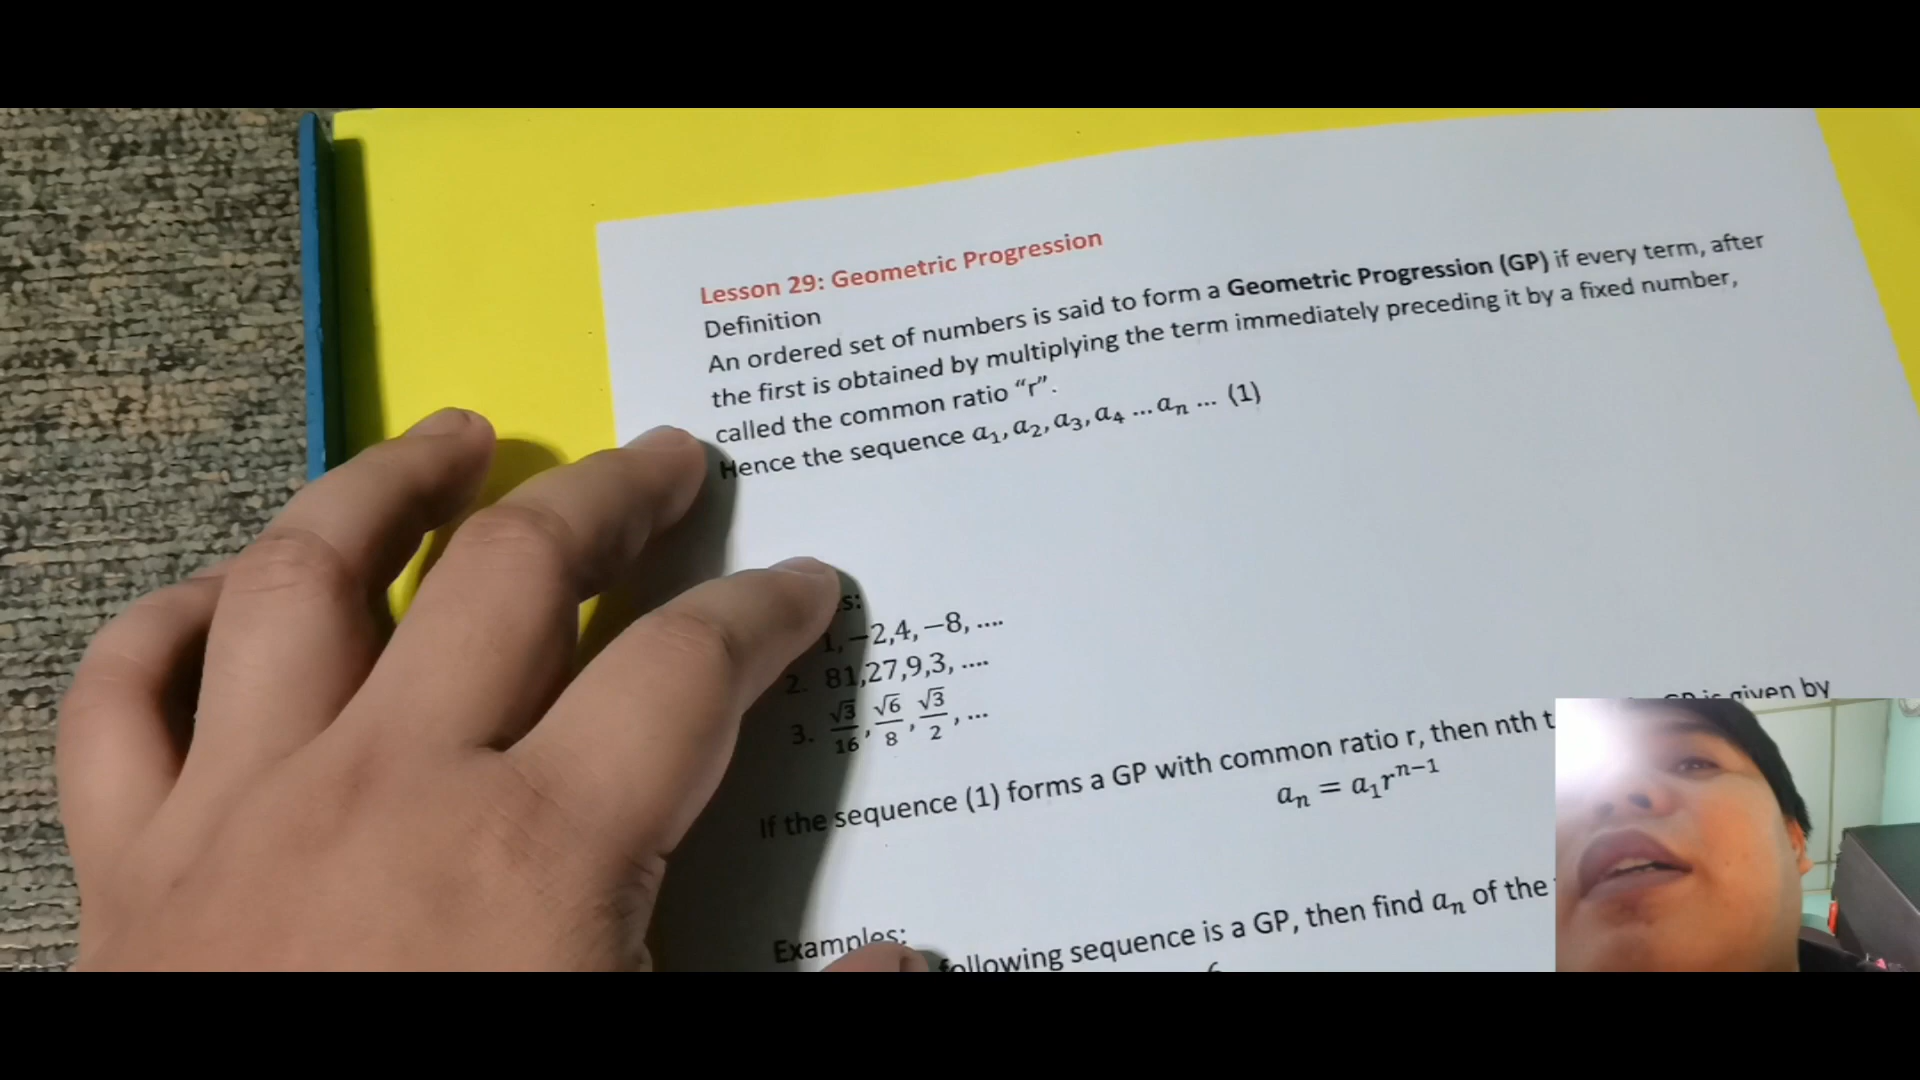 Lesson 29: Geometric Progression
Definition
An ordered set of numbers is said to form a Geometric Progression (GP) if every term, after
the first is obtained by multiplying the term immediately preceding it by a fixed number,
called the common ratio “r”.
Hence the sequence a₁, a₂, a₃, a₄ … aₙ … (1)
s:
1, −2,4, −8, ....
2. 81,27,9,3, ....
3. √3/16, √6/8, √3/2, ...
If the sequence (1) forms a GP with common ratio r, then nth t GP is given by
aₙ = a₁rⁿ⁻¹
Examples:
following sequence is a GP, then find aₙ of the